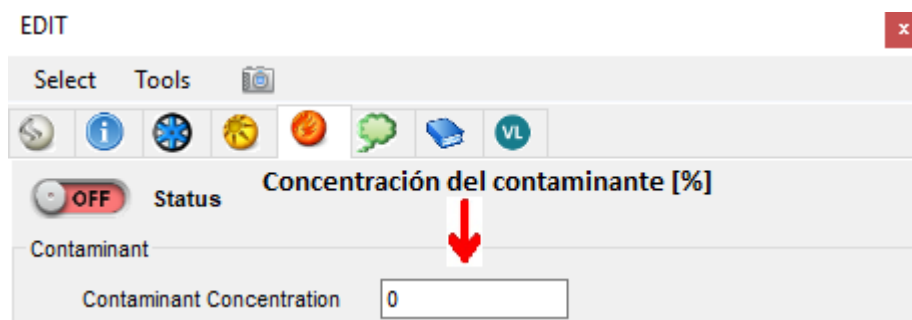 EDIT
x
Select Tools
VL
OFF Status Concentración del contaminante [%]
Contaminant
Contaminant Concentration 0